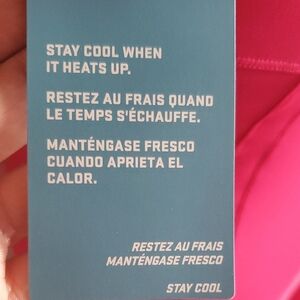 STAY COOL WHEN
IT HEATS UP.
RESTEZ AU FRAIS QUAND
LE TEMPS S'ÉCHAUFFE.
MANTÉNGASE FRESCO
CUANDO APRIETA EL
CALOR.
RESTEZ AU FRAIS
MANTÉNGASE FRESCO
STAY COOL